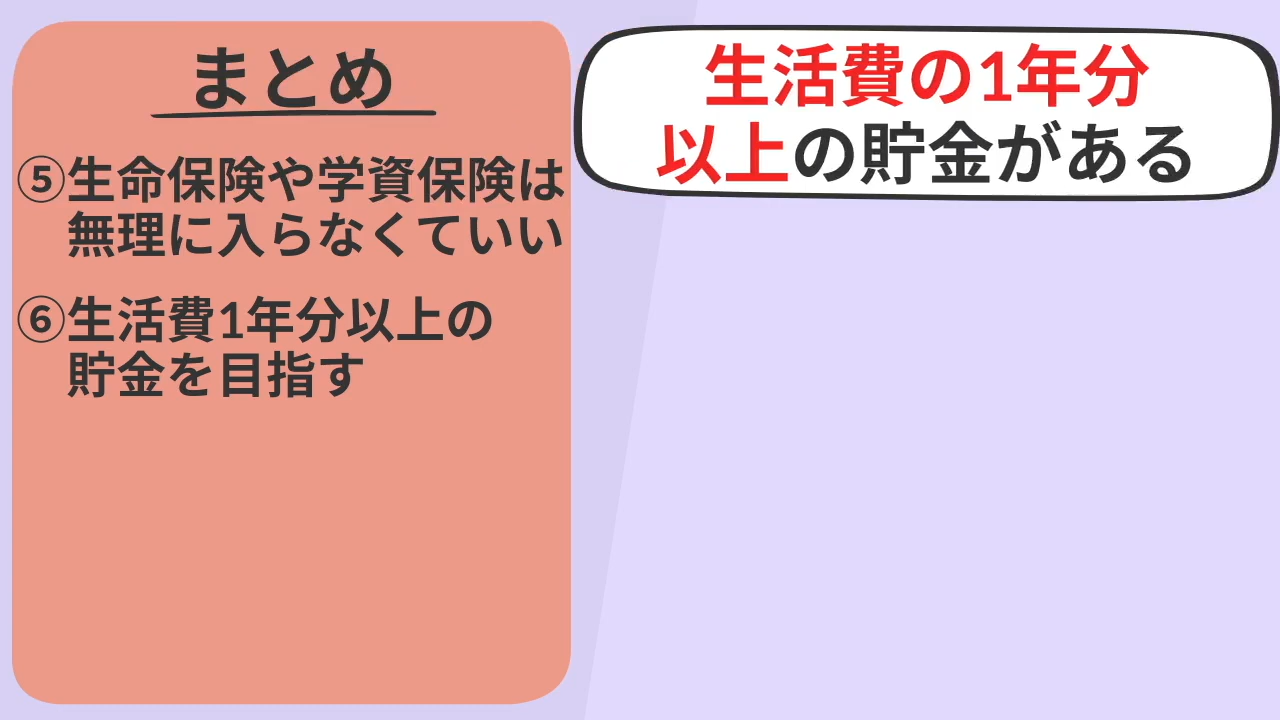 まとめ
⑤生命保険や学資保険は
無理に入らなくていい
⑥生活費1年分以上の
貯金を目指す
生活費の1年分
以上の貯金がある